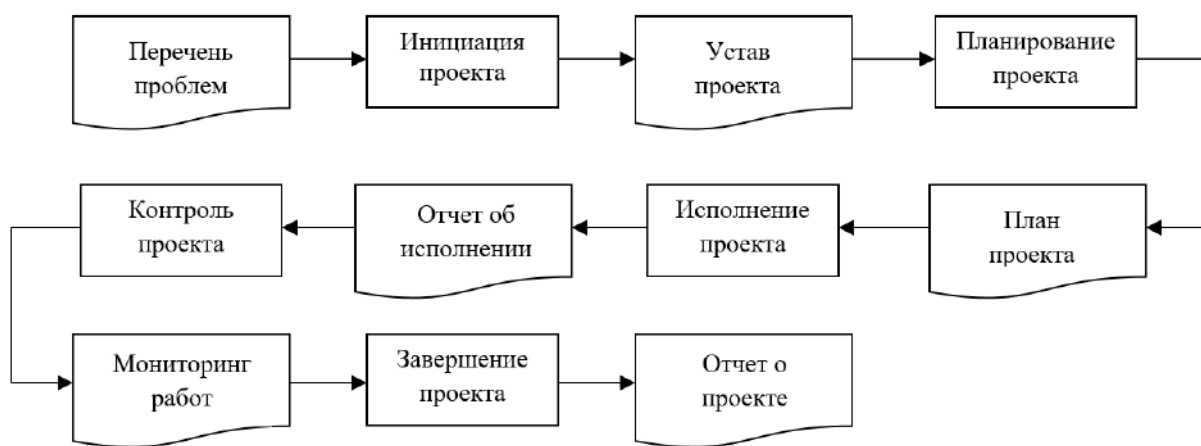 Перечень
проблем
Инициация
проекта
Устав
проекта
Планирование
проекта
Контроль
проекта
Отчет об
исполнении
Исполнение
проекта
План
проекта
Мониторинг
работ
Завершение
проекта
Отчет о
проекте